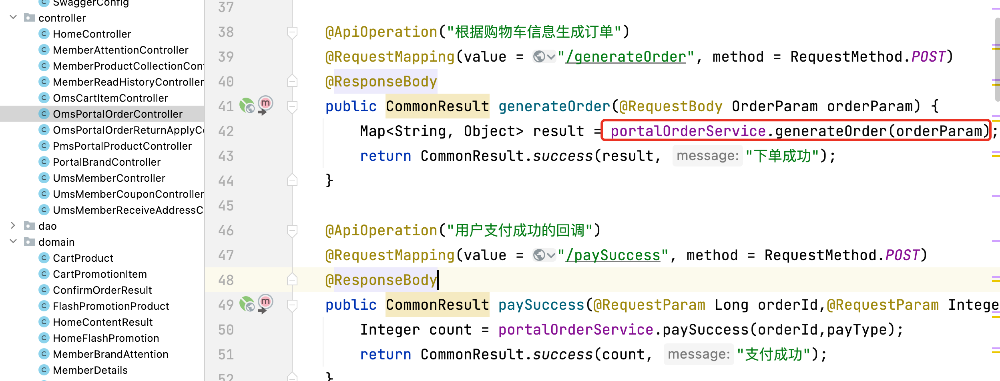 SwaggerConfig
controller
HomeController
MemberAttentionController
MemberProductCollectionCont
MemberReadHistoryController
OmsCartItemController
OmsPortalOrderController
OmsPortalOrderReturnApplyCo
PmsPortalProductController
PortalBrandController
UmsMemberController
UmsMemberCouponController
UmsMemberReceiveAddressC
dao
domain
CartProduct
CartPromotionItem
ConfirmOrderResult
FlashPromotionProduct
HomeContentResult
HomeFlashPromotion
MemberBrandAttention
MemberDetails
37
38 @ApiOperation("根据购物车信息生成订单")
39 @RequestMapping(value = "/generateOrder", method = RequestMethod.POST)
40 @ResponseBody
41 public CommonResult generateOrder(@RequestBody OrderParam orderParam) {
42 Map<String, Object> result = portalOrderService.generateOrder(orderParam);
43 return CommonResult.success(result, message: "下单成功");
44 }
45
46 @ApiOperation("用户支付成功的回调")
47 @RequestMapping(value = "/paySuccess", method = RequestMethod.POST)
48 @ResponseBody
49 public CommonResult paySuccess(@RequestParam Long orderId,@RequestParam Intege
50 Integer count = portalOrderService.paySuccess(orderId,payType);
51 return CommonResult.success(count, message: "支付成功");
52 }